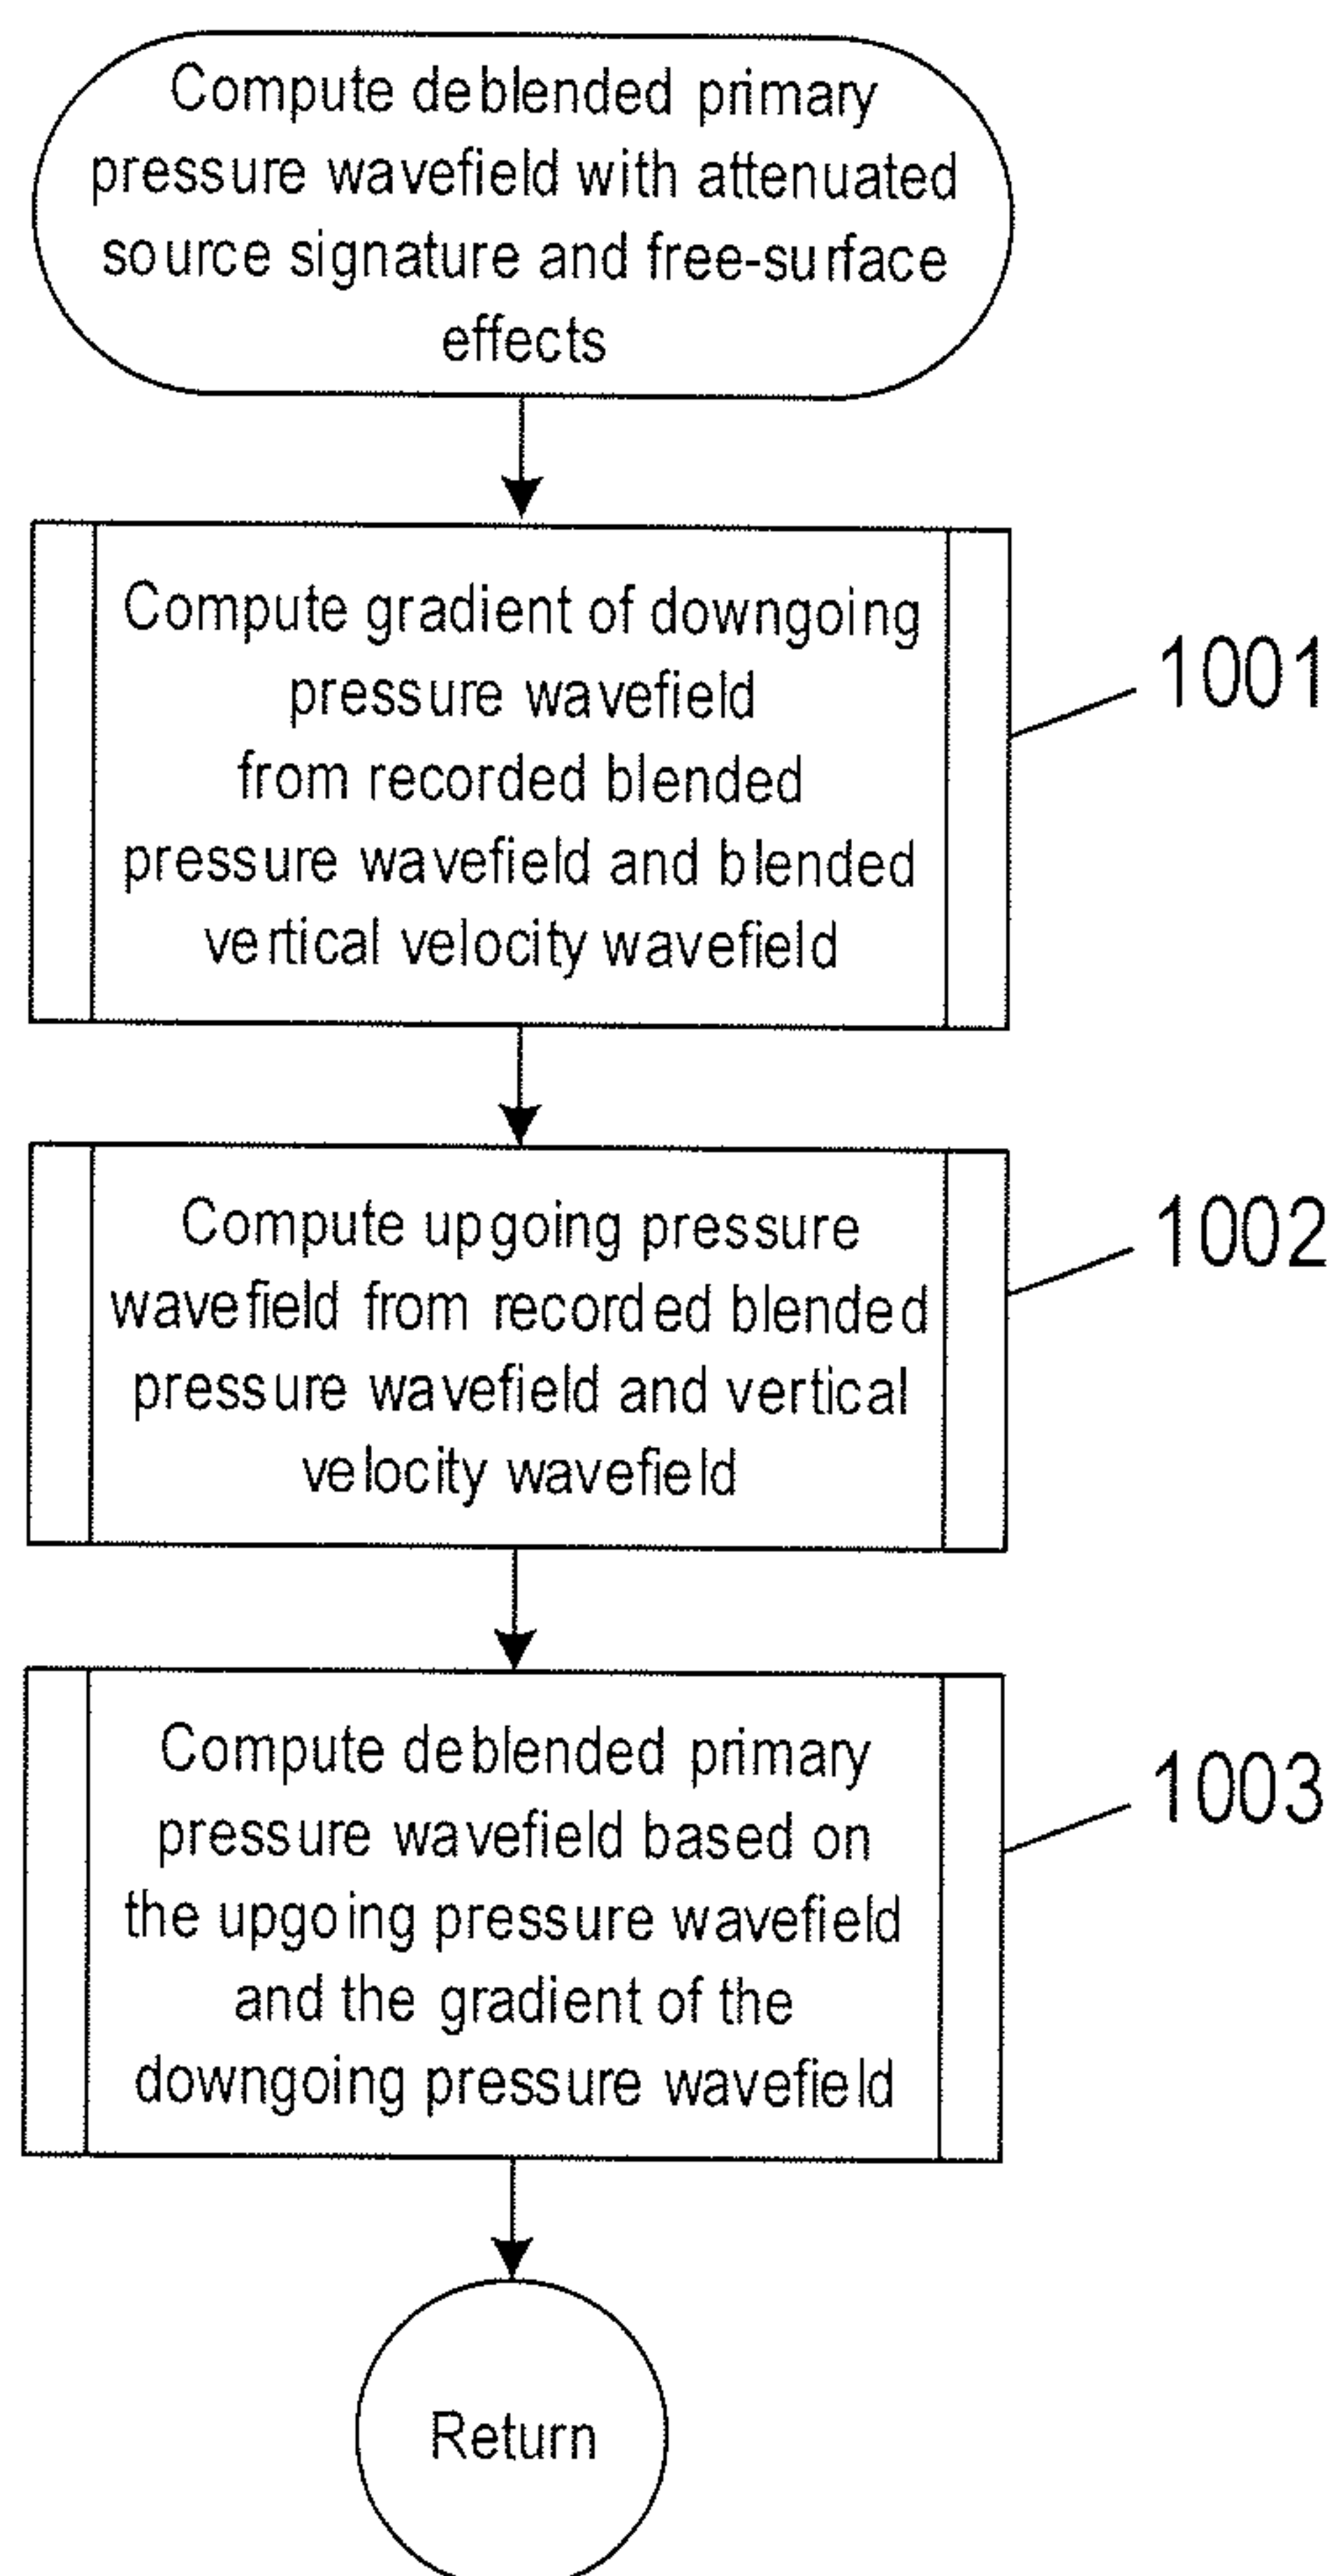 Compute deblended primary
pressure wavefield with attenuated
source signature and free-surface
effects
Compute gradient of downgoing
pressure wavefield
from recorded blended
pressure wavefield and blended
vertical velocity wavefield
1001
Compute upgoing pressure
wavefield from recorded blended
pressure wavefield and vertical
velocity wavefield
1002
Compute deblended primary
pressure wavefield based on
the upgoing pressure wavefield
and the gradient of the
downgoing pressure wavefield
1003
Return